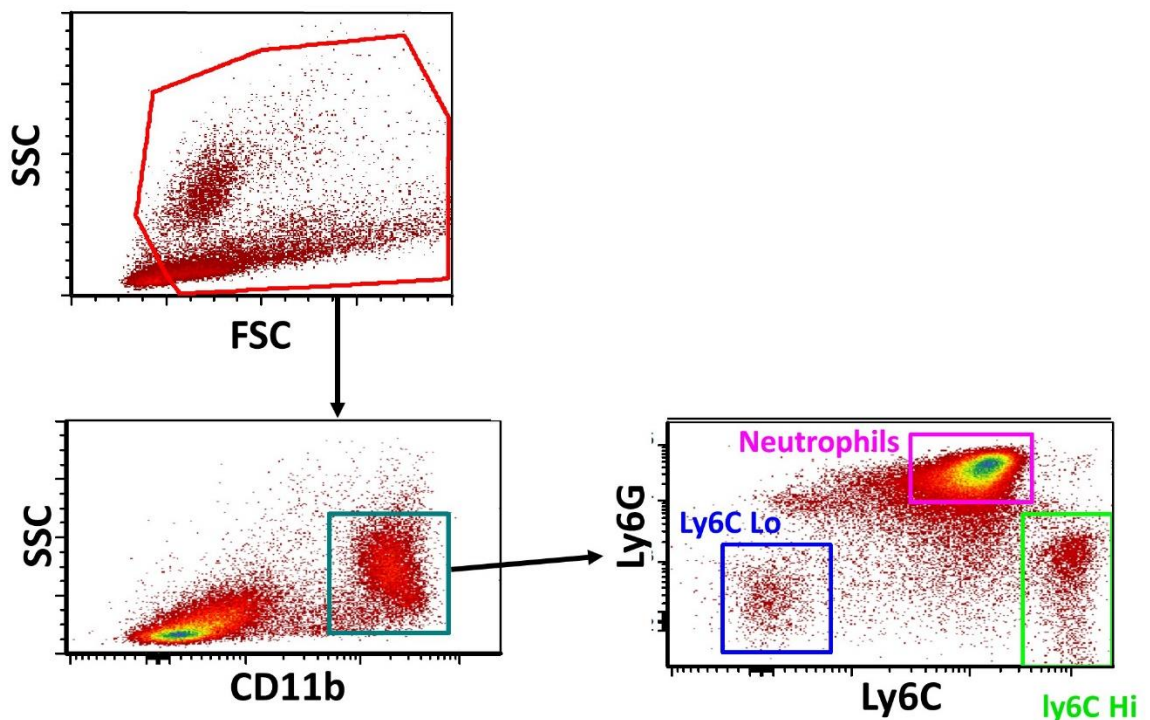 SSC
FSC
SSC
CD11b
Neutrophils
Ly6C Lo
Ly6G
Ly6C
ly6C Hi